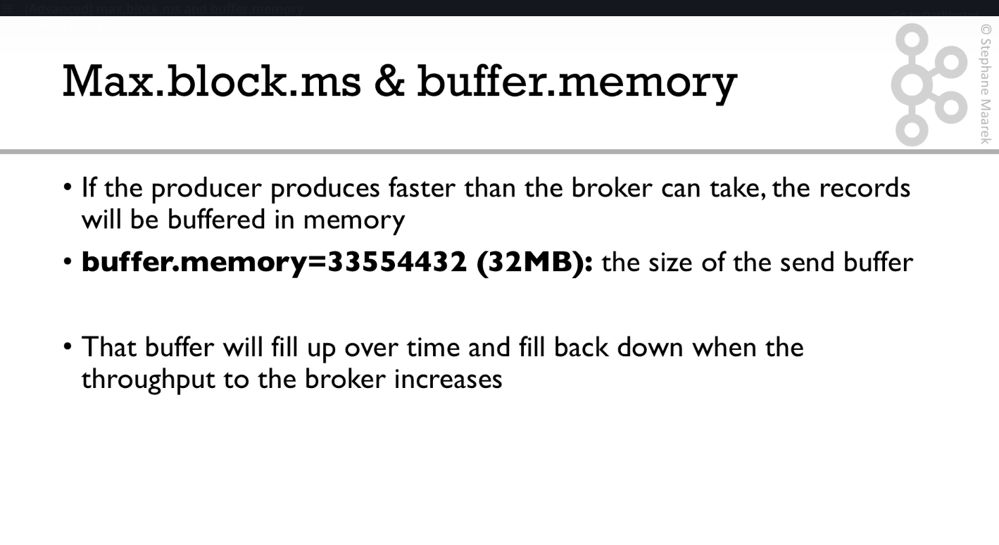 [Advanced] max.block.ms and buffer.memory
Max.block.ms & buffer.memory
© Stephane Maarek
• If the producer produces faster than the broker can take, the records
will be buffered in memory
• buffer.memory=33554432 (32MB): the size of the send buffer
• That buffer will fill up over time and fill back down when the
throughput to the broker increases